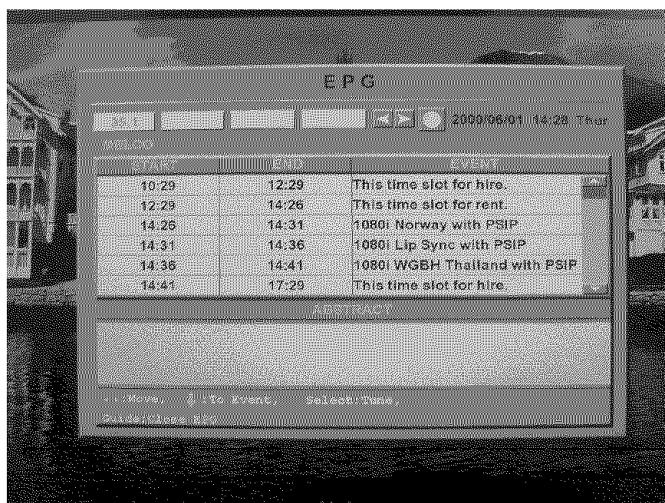 EPG
2000/06/01 14:28 Thur
MELCO
START END EVENT
10:29 12:29 This time slot for hire.
12:29 14:26 This time slot for rent.
14:26 14:31 1080i Norway with PSIP
14:31 14:36 1080i Lip Sync with PSIP
14:36 14:41 1080i WGBH Thailand with PSIP
14:41 17:29 This time slot for hire.
ABSTRACT
:Move, :To Event, Select:Tune,
Guide:Close EPG